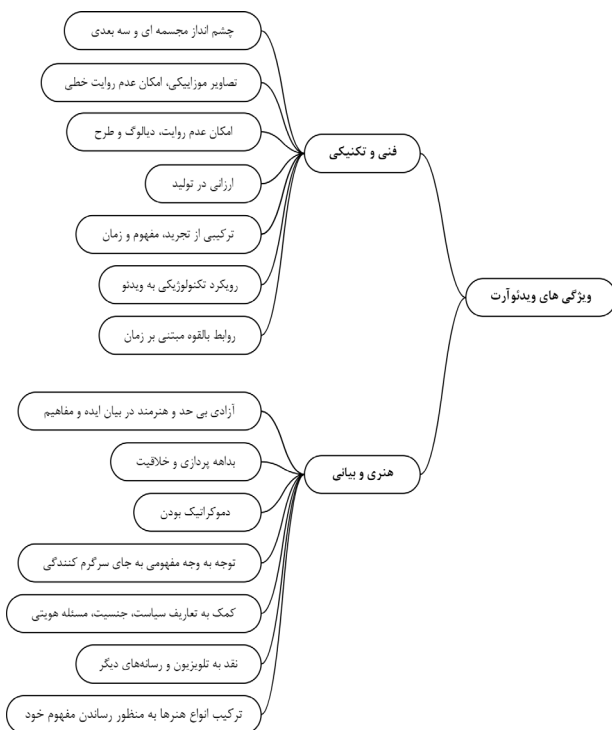 ویژگی های ویدئوآرت
فنی و تکنیکی
چشم انداز مجسمه ای و سه بعدی
تصاویر موزاییکی، امکان عدم روایت خطی
امکان عدم روایت، دیالوگ و طرح
ارزانی در تولید
ترکیبی از تجرید، مفهوم و زمان
رویکرد تکنولوژیکی به ویدئو
روابط بالقوه مبتنی بر زمان
هنری و بیانی
آزادی بی حد و هنرمند در بیان ایده و مفاهیم
بداهه پردازی و خلاقیت
دموکراتیک بودن
توجه به وجه مفهومی به جای سرگرم کنندگی
کمک به تعاریف سیاست، جنسیت، مسئله هویتی
نقد به تلویزیون و رسانه‌های دیگر
ترکیب انواع هنرها به منظور رساندن مفهوم خود